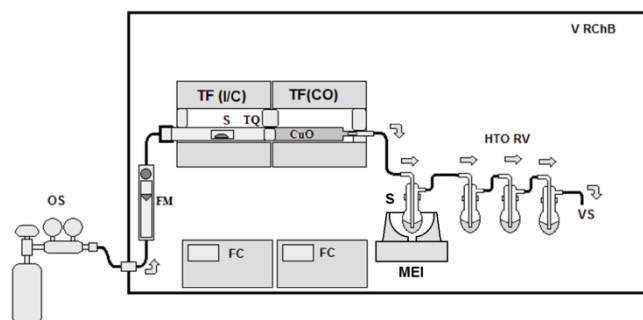 V RChB
TF (I/C) TF(CO)
S TQ
CuO
HTO RV
OS
FM
S
VS
FC FC
MEI